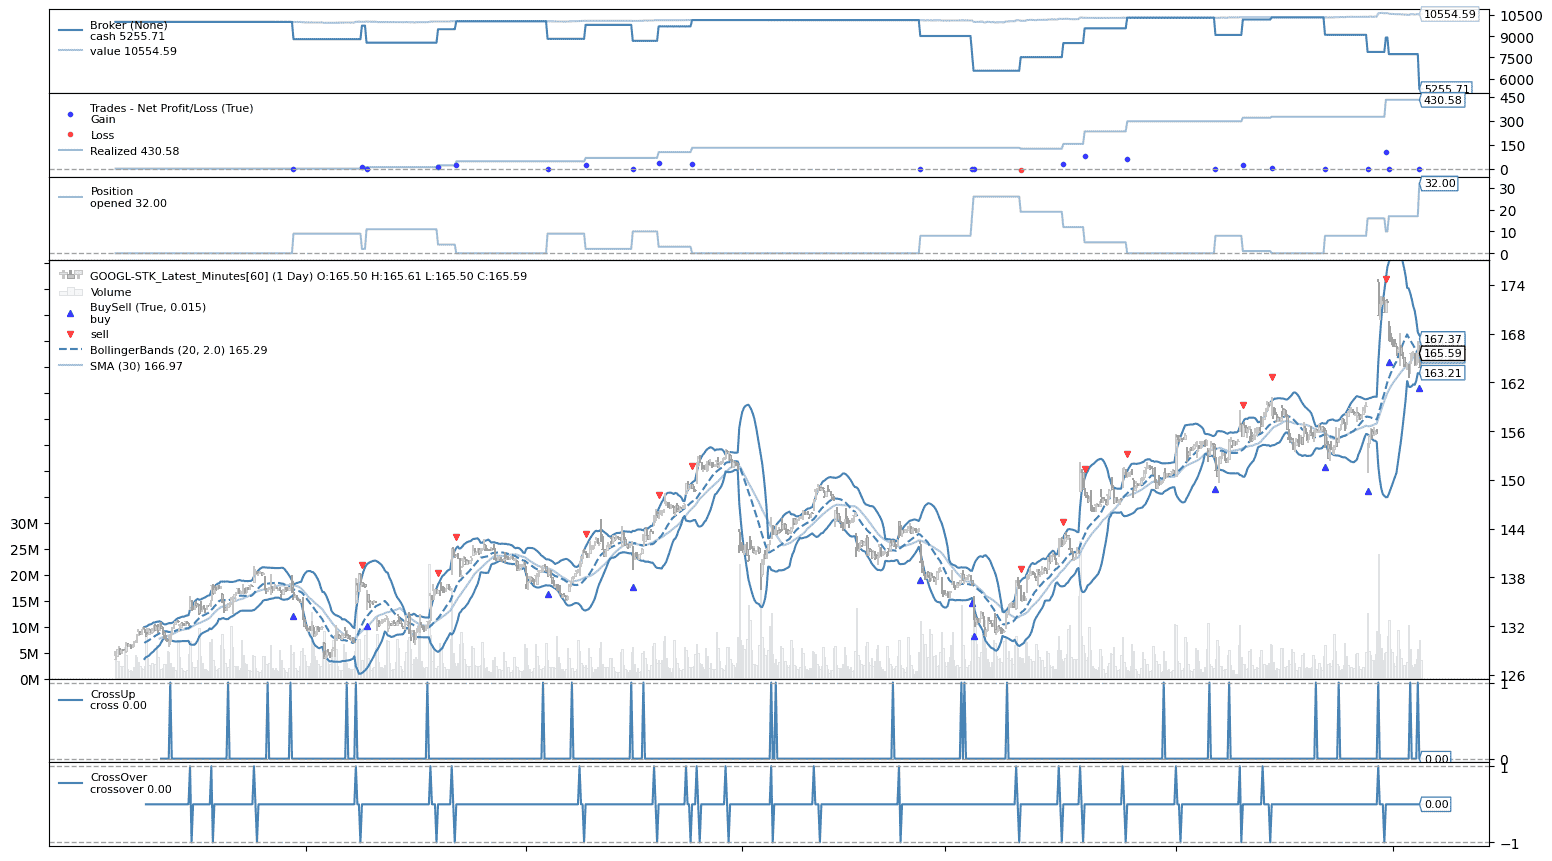 Broker (None)
cash 5255.71
value 10554.59
10554.59
5255.71
10500
9000
7500
6000
Trades - Net Profit/Loss (True)
Gain
Loss
Realized 430.58
430.58
450
300
150
0
Position
opened 32.00
32.00
30
20
10
0
GOOGL-STK_Latest_Minutes[60] (1 Day) O:165.50 H:165.61 L:165.50 C:165.59
Volume
BuySell (True, 0.015)
buy
sell
BollingerBands (20, 2.0) 165.29
SMA (30) 166.97
30M
25M
20M
15M
10M
5M
0M
167.37
165.59
163.21
174
168
162
156
150
144
138
132
126
CrossUp
cross 0.00
0.00
1
0
CrossOver
crossover 0.00
0.00
1
−1